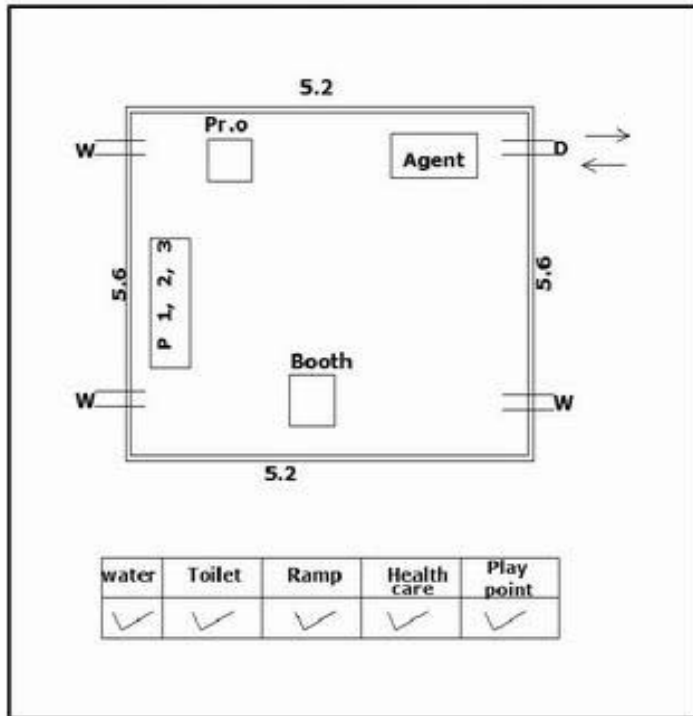 5.2
Pr.o
W
Agent
D
5.6
P 1, 2, 3
5.6
Booth
W
W
5.2
water Toilet Ramp Health care Play point